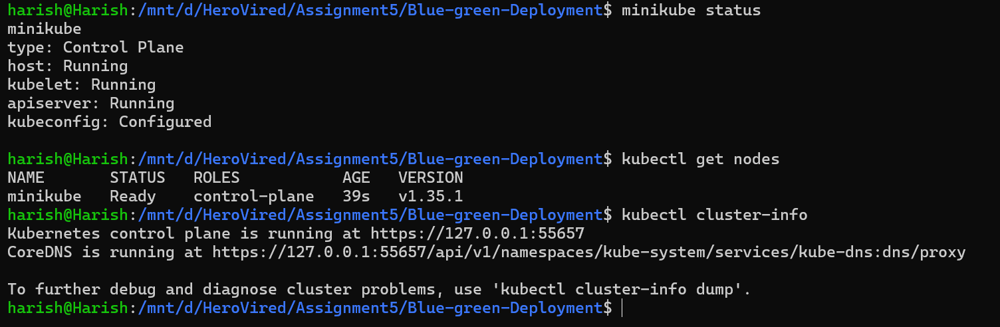 harish@Harish:/mnt/d/HeroVired/Assignment5/Blue-green-Deployment$ minikube status
minikube
type: Control Plane
host: Running
kubelet: Running
apiserver: Running
kubeconfig: Configured

harish@Harish:/mnt/d/HeroVired/Assignment5/Blue-green-Deployment$ kubectl get nodes
NAME       STATUS   ROLES           AGE   VERSION
minikube   Ready    control-plane   39s   v1.35.1
harish@Harish:/mnt/d/HeroVired/Assignment5/Blue-green-Deployment$ kubectl cluster-info
Kubernetes control plane is running at https://127.0.0.1:55657
CoreDNS is running at https://127.0.0.1:55657/api/v1/namespaces/kube-system/services/kube-dns:dns/proxy

To further debug and diagnose cluster problems, use 'kubectl cluster-info dump'.
harish@Harish:/mnt/d/HeroVired/Assignment5/Blue-green-Deployment$